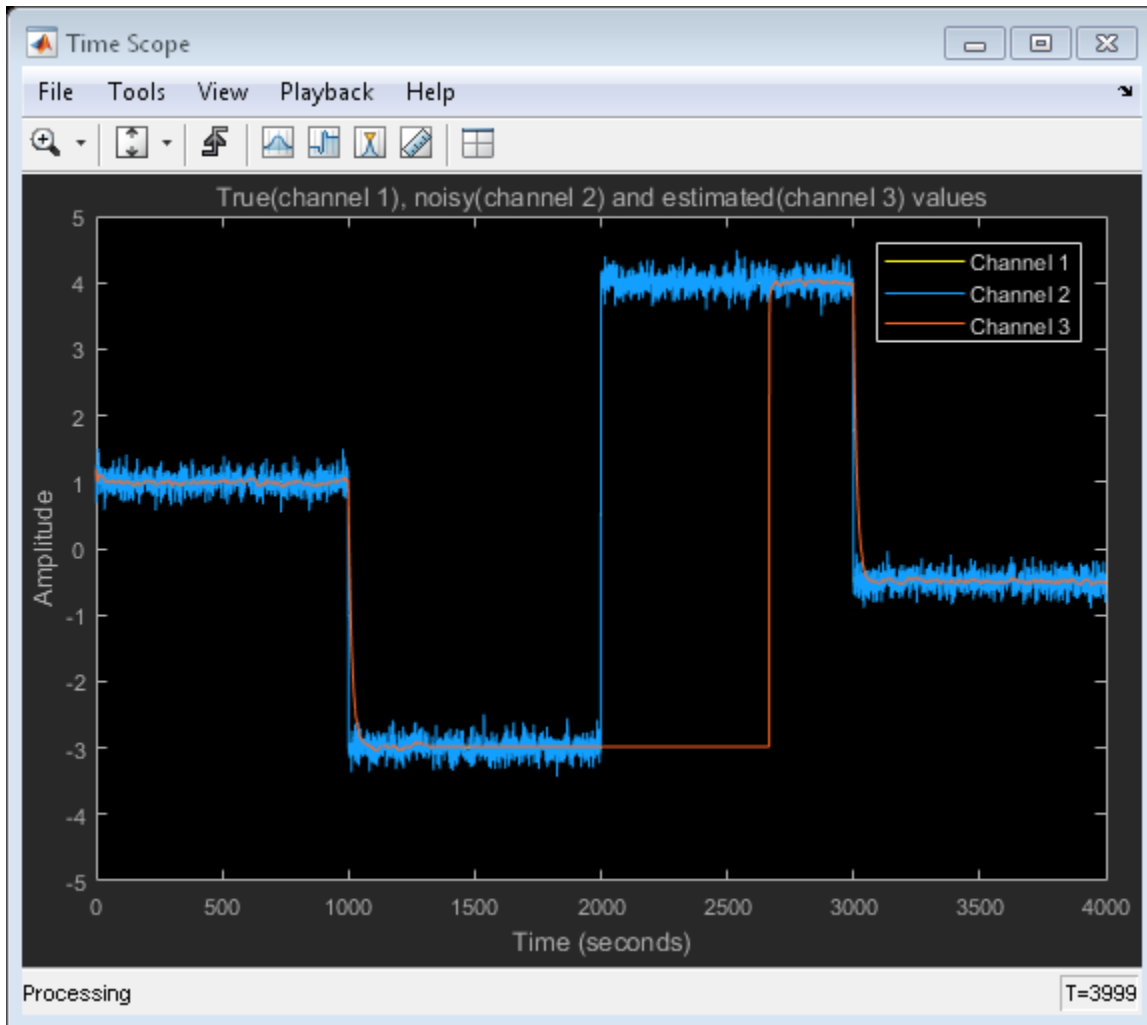 Time Scope
File Tools View Playback Help
True(channel 1), noisy(channel 2) and estimated(channel 3) values
5
4
3
2
1
0
-1
-2
-3
-4
-5
Amplitude
Channel 1
Channel 2
Channel 3
0 500 1000 1500 2000 2500 3000 3500 4000
Time (seconds)
Processing
T=3999